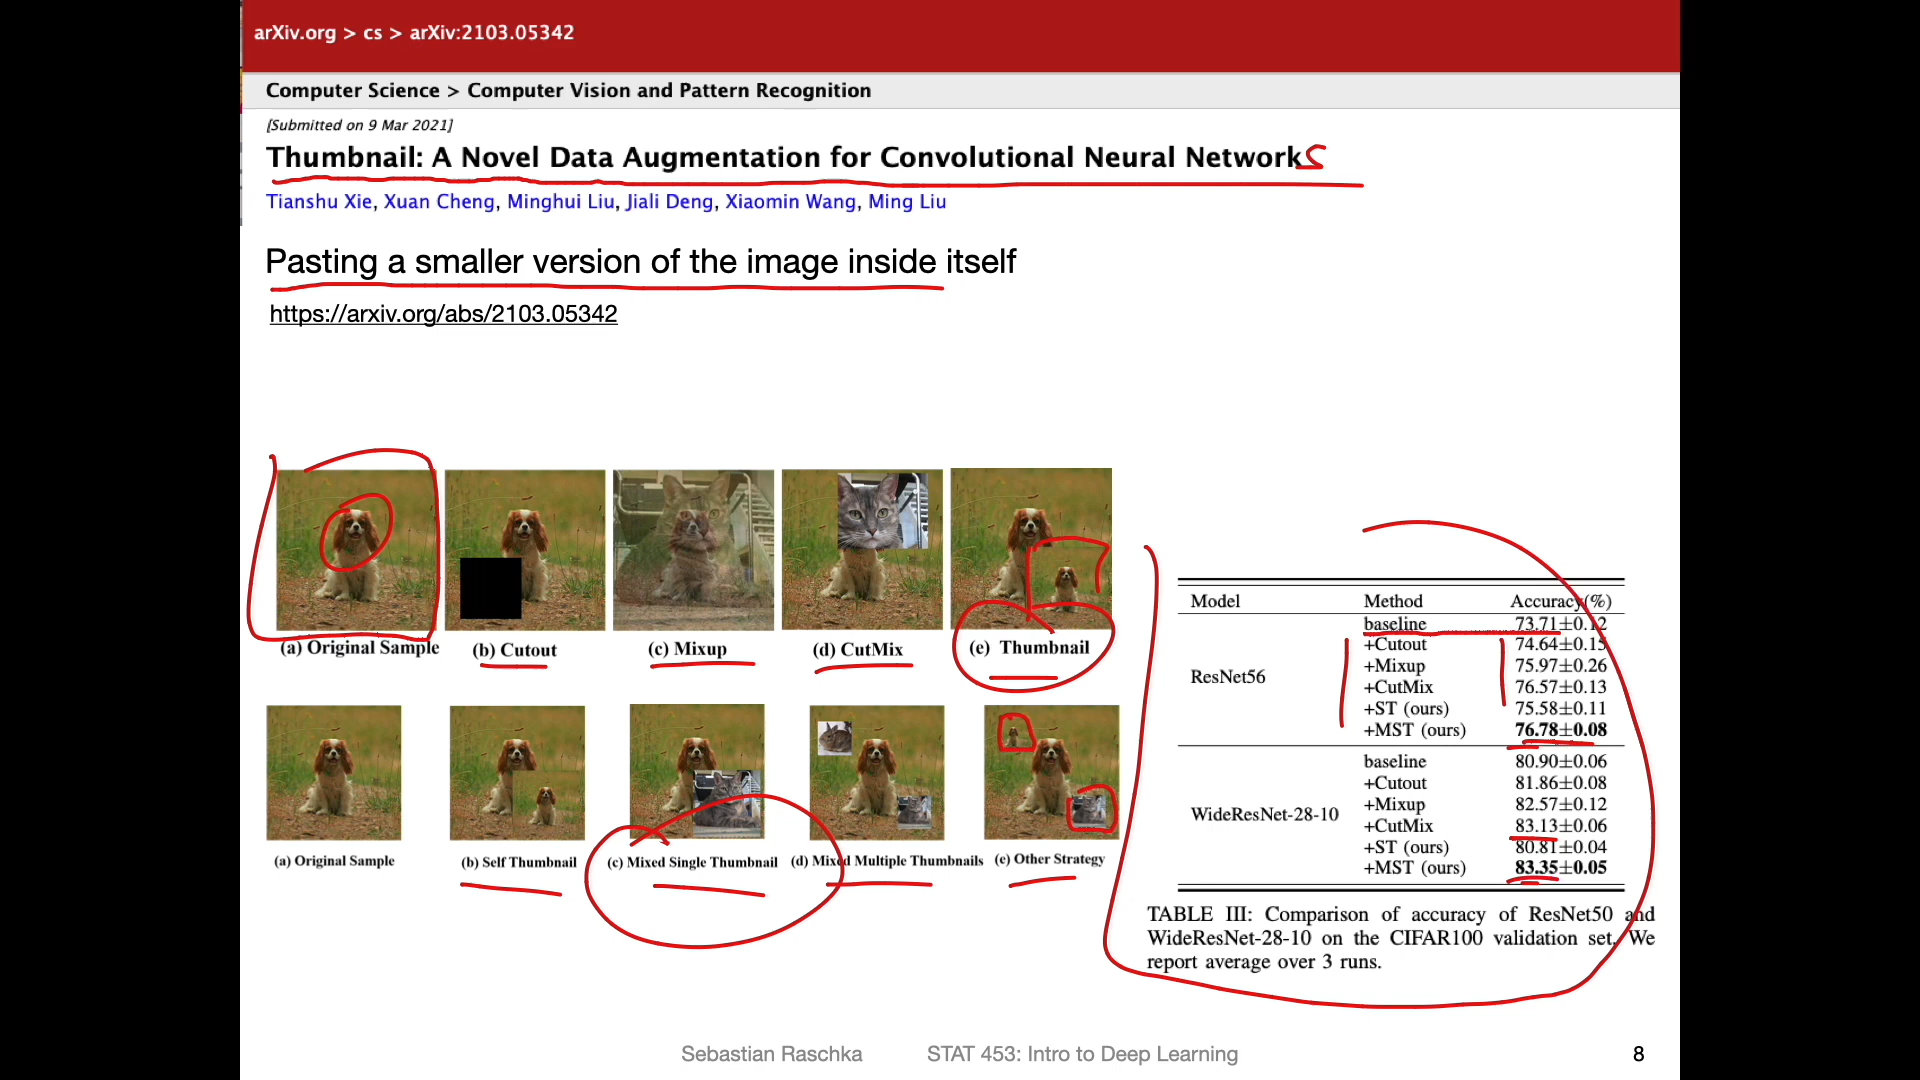 arXiv.org > cs > arXiv:2103.05342
Computer Science > Computer Vision and Pattern Recognition
[Submitted on 9 Mar 2021]
Thumbnail: A Novel Data Augmentation for Convolutional Neural Networks
Tianshu Xie, Xuan Cheng, Minghui Liu, Jiali Deng, Xiaomin Wang, Ming Liu
Pasting a smaller version of the image inside itself
https://arxiv.org/abs/2103.05342
(a) Original Sample (b) Cutout (c) Mixup (d) CutMix (e) Thumbnail
(a) Original Sample (b) Self Thumbnail (c) Mixed Single Thumbnail (d) Mixed Multiple Thumbnails (e) Other Strategy
Model Method Accuracy(%)
baseline 73.71±0.12
+Cutout 74.64±0.15
+Mixup 75.97±0.26
ResNet56
+CutMix 76.57±0.13
+ST (ours) 75.58±0.11
+MST (ours) 76.78±0.08
baseline 80.90±0.06
+Cutout 81.86±0.08
+Mixup 82.57±0.12
WideResNet-28-10
+CutMix 83.13±0.06
+ST (ours) 80.81±0.04
+MST (ours) 83.35±0.05
TABLE III: Comparison of accuracy of ResNet50 and
WideResNet-28-10 on the CIFAR100 validation set. We
report average over 3 runs.
Sebastian Raschka STAT 453: Intro to Deep Learning 8